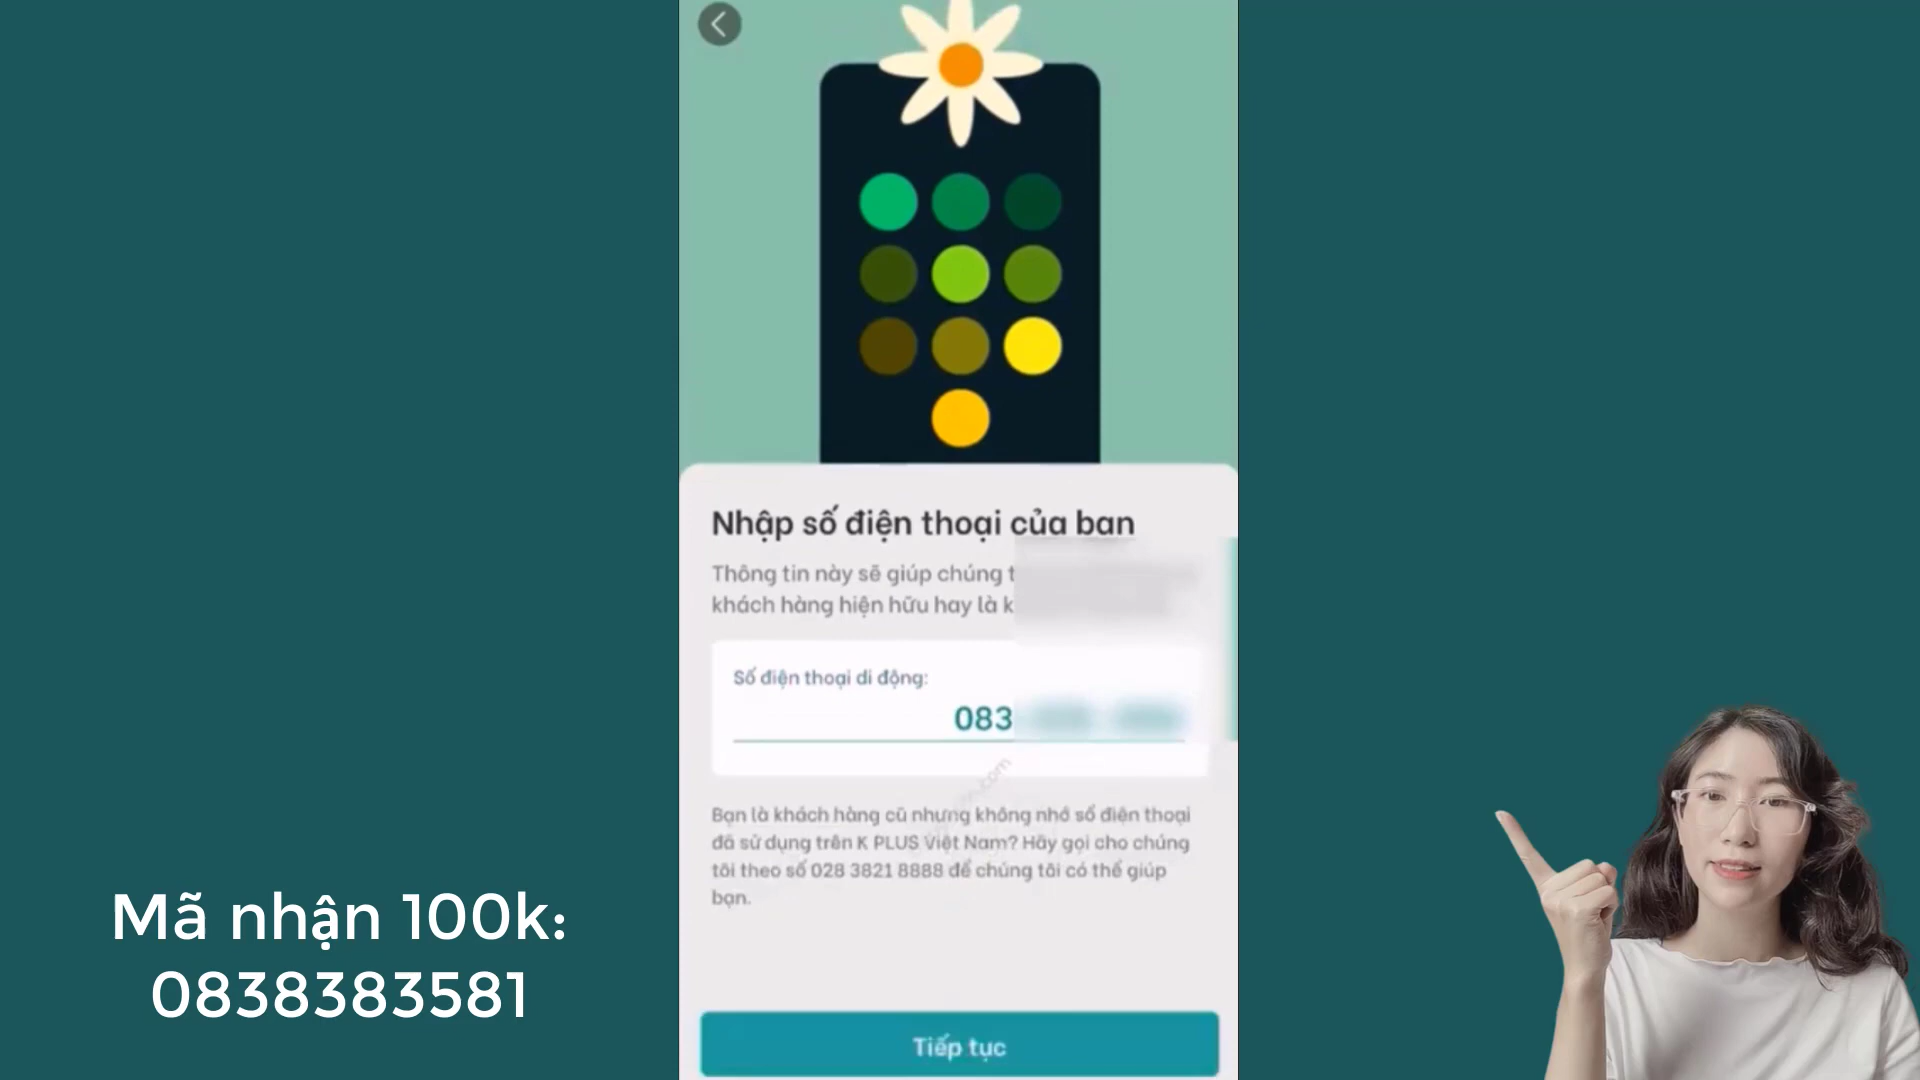 Nhập số điện thoại của bạn
Thông tin này sẽ giúp chúng
khách hàng hiện hữu hay là
Số điện thoại di động:
083
Bạn là khách hàng cũ nhưng không nhớ số điện thoại
đã sử dụng trên K PLUS Việt Nam? Hãy gọi cho chúng
tôi theo số 028 3821 8888 để chúng tôi có thể giúp
bạn.
Tiếp tục
Mã nhận 100k:
0838383581